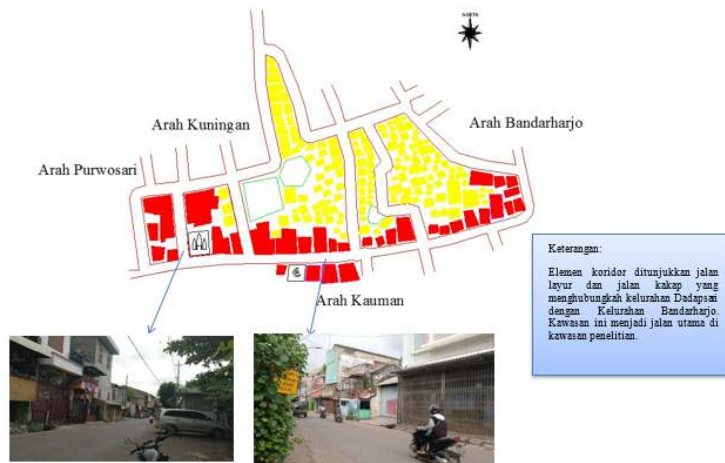 NORTH
Arah Kuningan
Arah Bandarharjo
Arah Purwosari
Arah Kauman
Keterangan:
Elemen koridor ditunjukkan jalan
layur dan jalan kakap yang
menghubungkah kelurahan Dadapsari
dengan Kelurahan Bandarharjo.
Kawasan ini menjadi jalan utama di
kawasan penelitian.